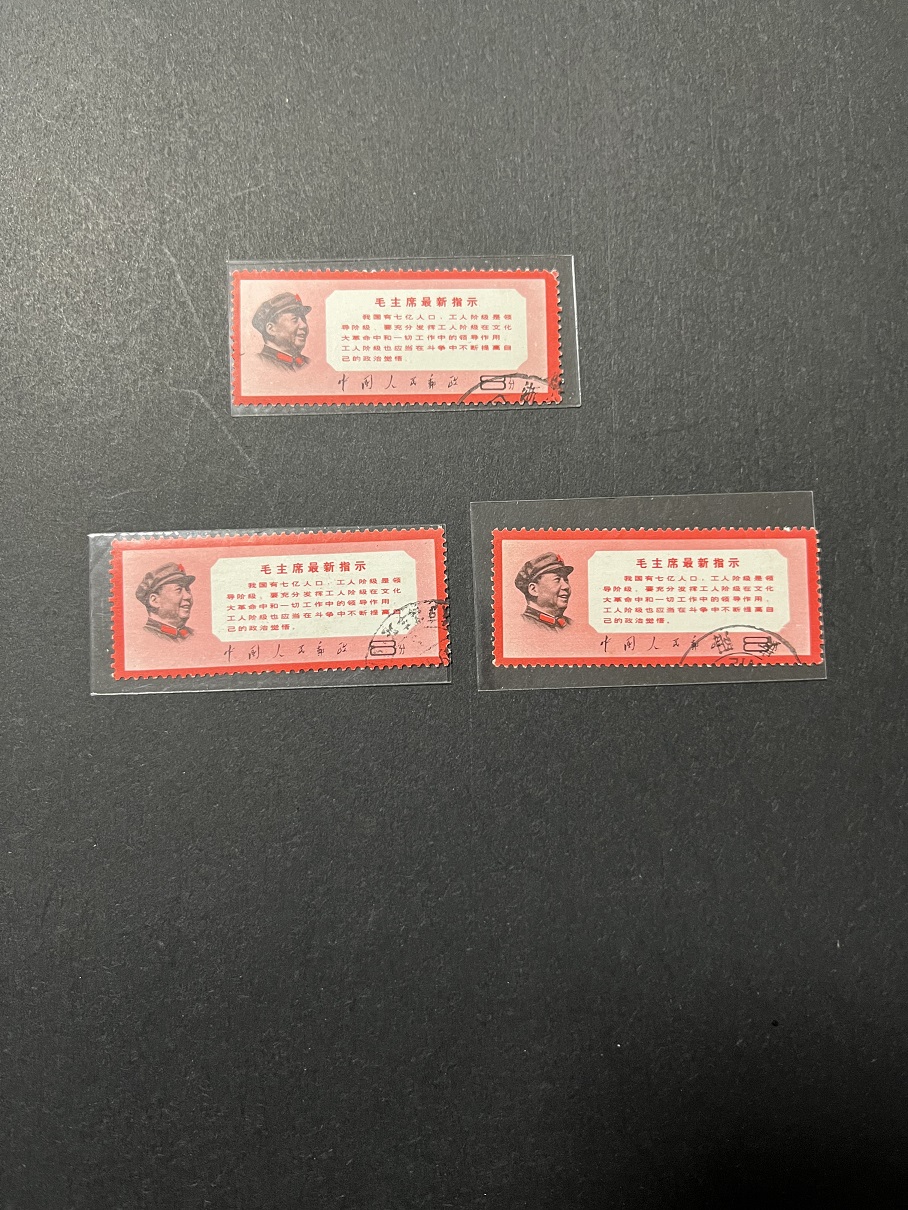 毛主席最新指示
我国有七亿人口,工人阶级是领
导阶级。要充分发挥工人阶级在文化
大革命中和一切工作中的领导作用。
工人阶级也应当在斗争中不断提高自
己的政治觉悟。
中国人民邮政 8分
毛主席最新指示
我国有七亿人口,工人阶级是领
导阶级。要充分发挥工人阶级在文化
大革命中和一切工作中的领导作用。
工人阶级也应当在斗争中不断提高自
己的政治觉悟。
中国人民邮政 8分
毛主席最新指示
我国有七亿人口,工人阶级是领
导阶级。要充分发挥工人阶级在文化
大革命中和一切工作中的领导作用。
工人阶级也应当在斗争中不断提高自
己的政治觉悟。
中国人民邮政 8